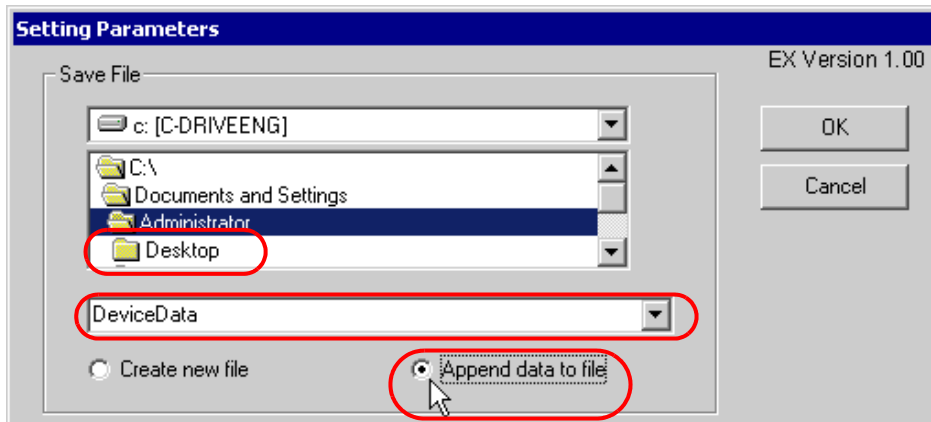 Setting Parameters
EX Version 1.00
Save File
c: [C-DRIVEENG]
OK
C:\
Documents and Settings
Cancel
Administrator
Desktop
DeviceData
Create new file
Append data to file